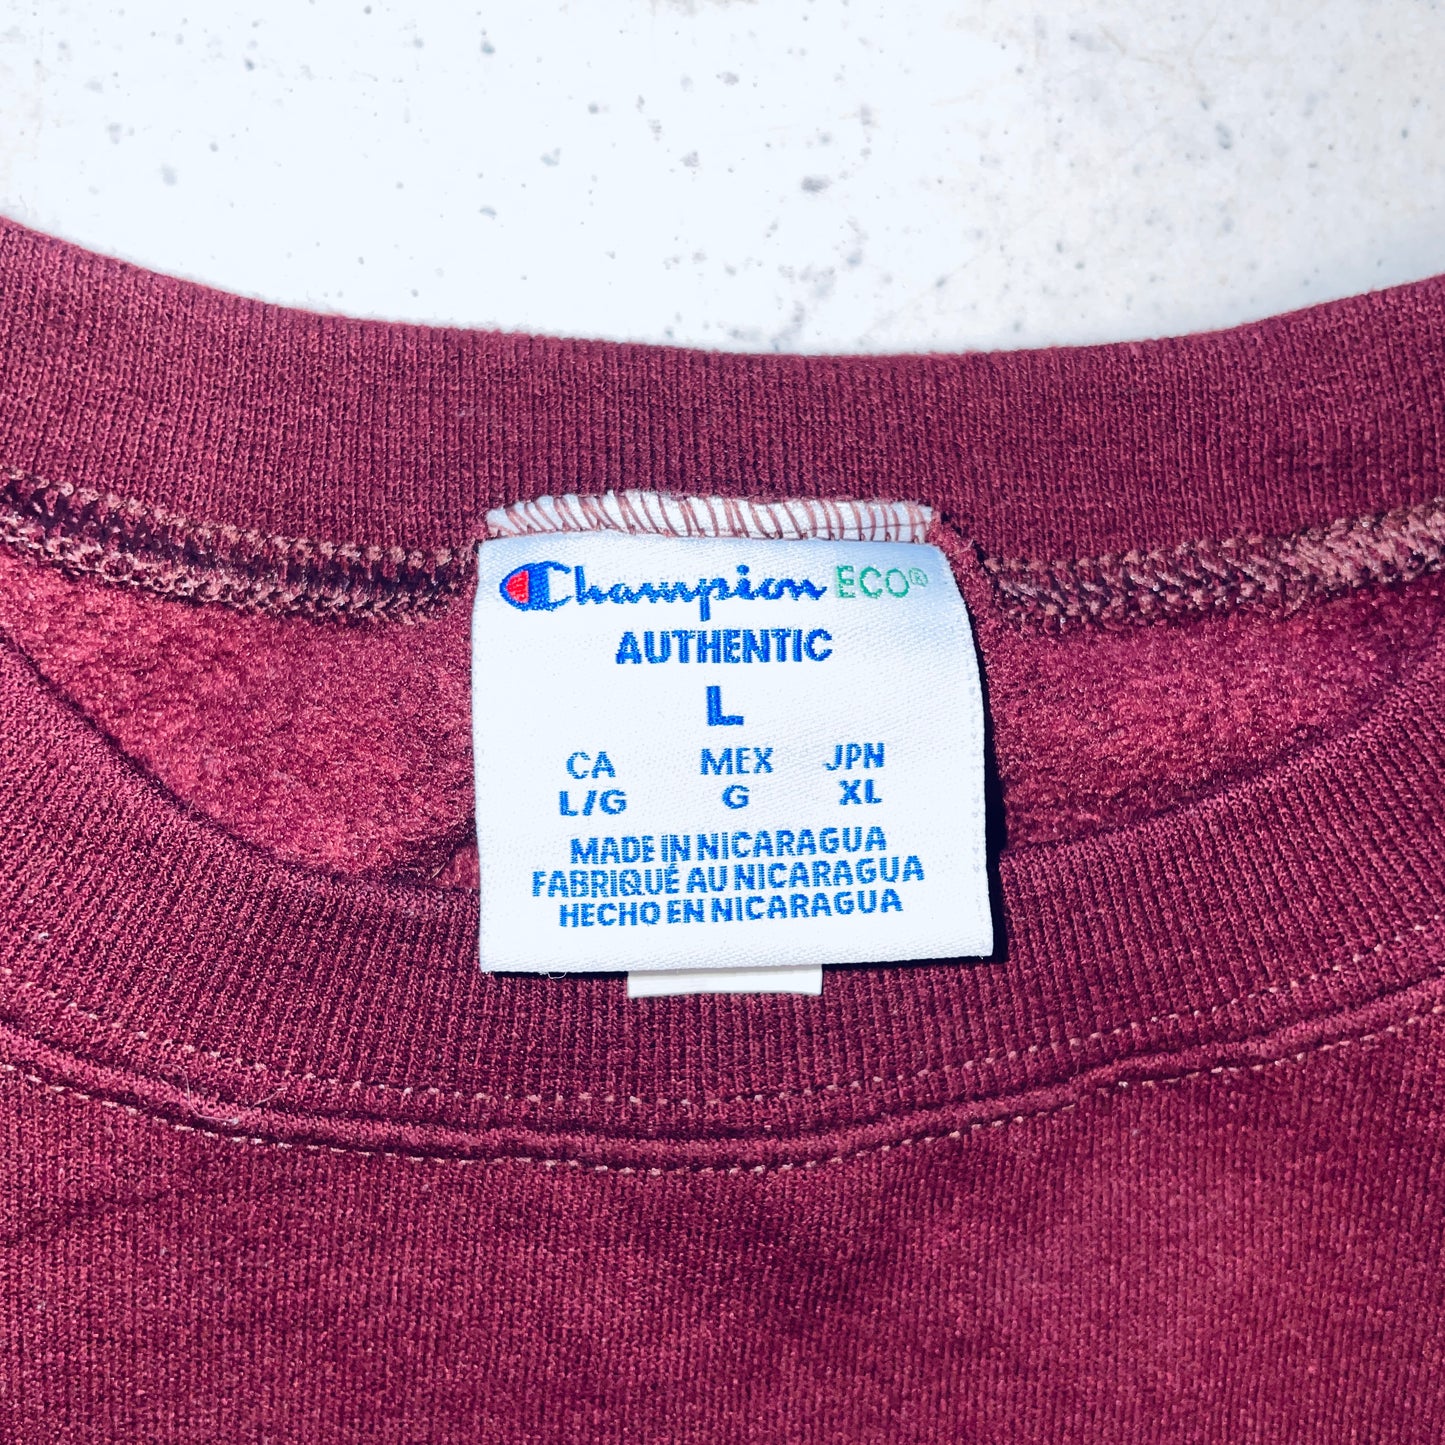 Champion ECO®
AUTHENTIC
L
CA MEX JPN
L/G G XL
MADE IN NICARAGUA
FABRIQUÉ AU NICARAGUA
HECHO EN NICARAGUA